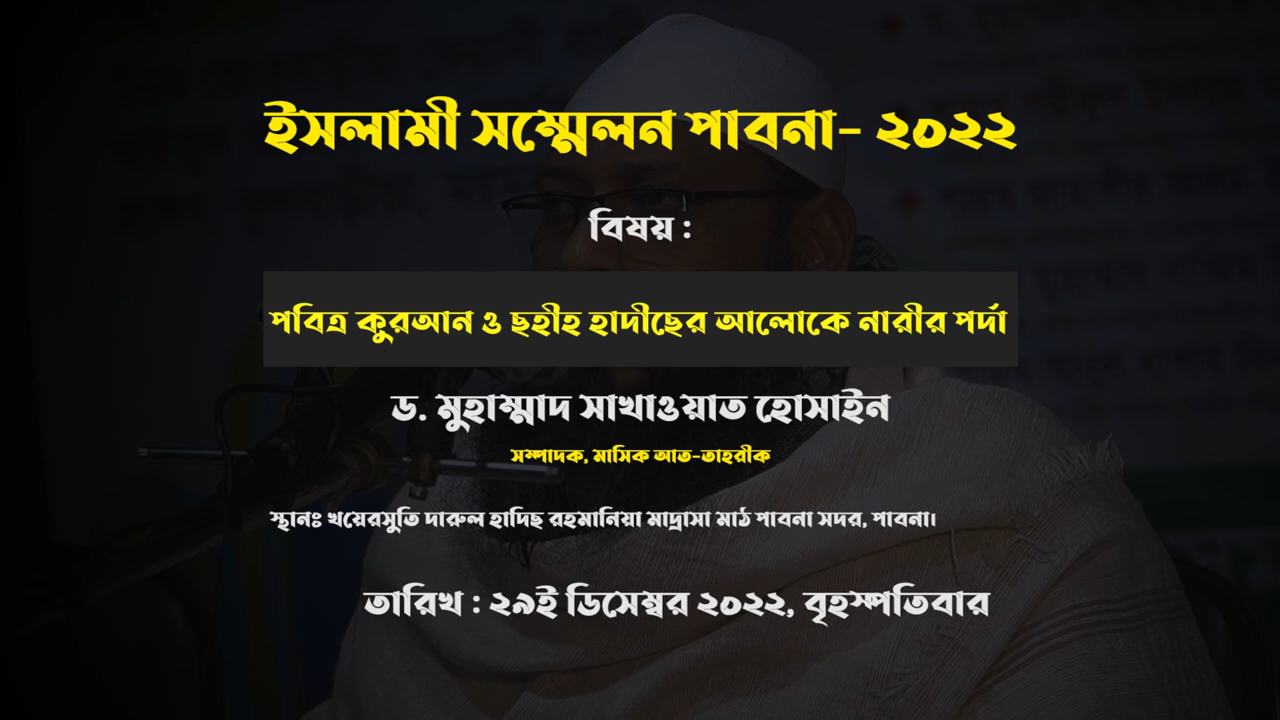 ইসলামী সম্মেলন পাবনা- ২০২২
বিষয় :
পবিত্র কুরআন ও ছহীহ হাদীছের আলোকে নারীর পর্দা
ড. মুহাম্মাদ সাখাওয়াত হোসাইন
সম্পাদক, মাসিক আত-তাহরীক
স্থানঃ খয়েরসুতি দারুল হাদিছ রহমানিয়া মাদ্রাসা মাঠ পাবনা সদর, পাবনা।
তারিখ : ২৯ই ডিসেম্বর ২০২২, বৃহস্পতিবার